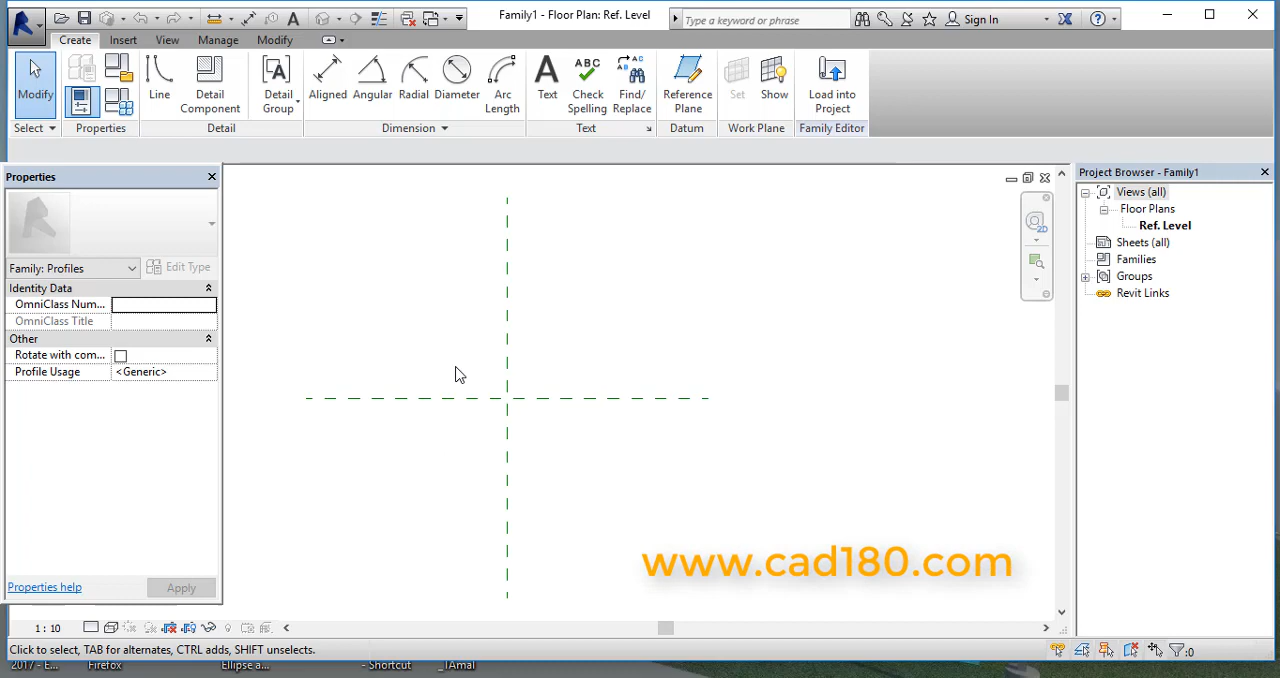 Family1 - Floor Plan: Ref. Level
Type a keyword or phrase
Sign In
Create Insert View Manage Modify
Modify
Line
Detail Component
Detail Group
Aligned
Angular
Radial
Diameter
Arc Length
Text
Check Spelling
Find/ Replace
Reference Plane
Set
Show
Load into Project
Select
Properties
Detail
Dimension
Text
Datum
Work Plane
Family Editor
Properties
Family: Profiles
Edit Type
Identity Data
OmniClass Num...
OmniClass Title
Other
Rotate with com...
Profile Usage <Generic>
Properties help
Apply
2D
Project Browser - Family1
Views (all)
Floor Plans
Ref. Level
Sheets (all)
Families
Groups
Revit Links
www.cad180.com
1 : 10
Click to select, TAB for alternates, CTRL adds, SHIFT unselects.
:0
2017 - E...
Firefox
Ellipse a...
- Shortcut
_1Amal